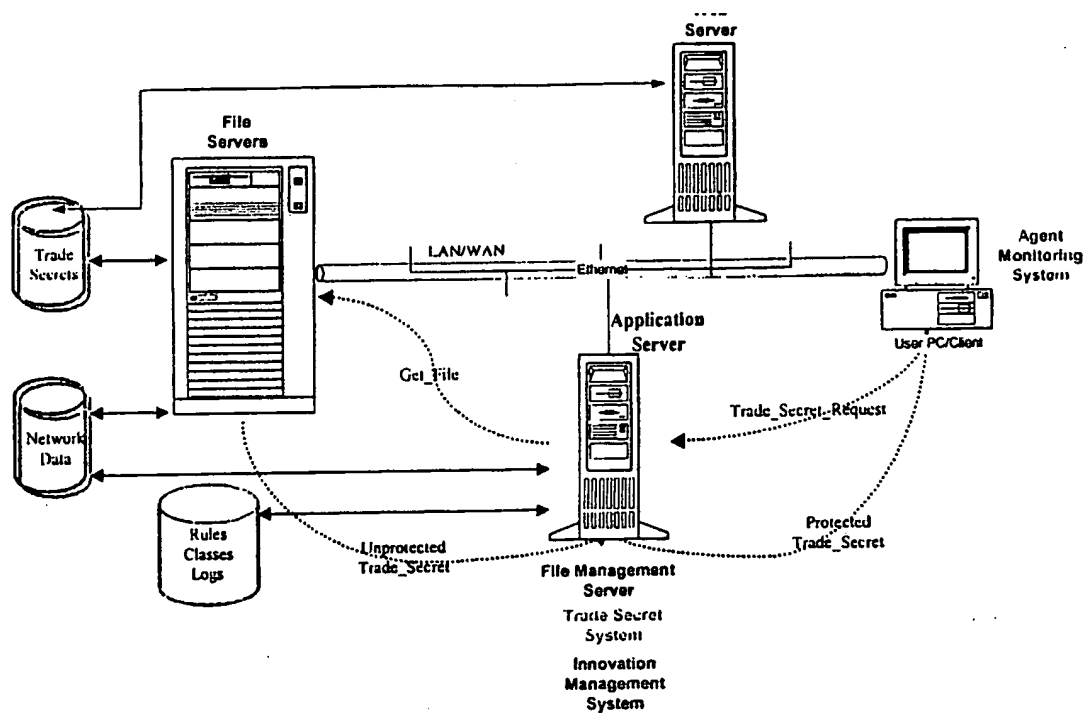 Server
File
Servers
Trade
Secrets
LAN/WAN
Ethernet
Agent
Monitoring
System
User PC/Client
Application
Server
Get_File
Trade_Secret_Request
Network
Data
Rules
Classes
Logs
Unprotected
Trade_Secret
Protected
Trade_Secret
File Management
Server
Trade Secret
System
Innovation
Management
System